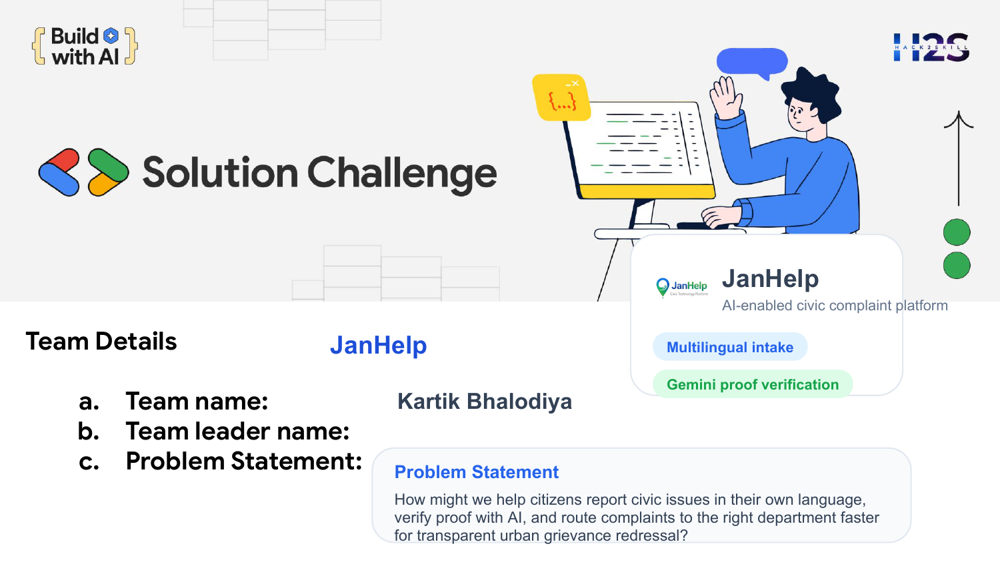 Build
with AI
H2S
HACK2SKILL
{...}
Solution Challenge
JanHelp
Civic Technology Platform
JanHelp
AI-enabled civic complaint platform
Multilingual intake
Gemini proof verification
Team Details
JanHelp
a. Team name:
Kartik Bhalodiya
b. Team leader name:
c. Problem Statement:
Problem Statement
How might we help citizens report civic issues in their own language,
verify proof with AI, and route complaints to the right department faster
for transparent urban grievance redressal?